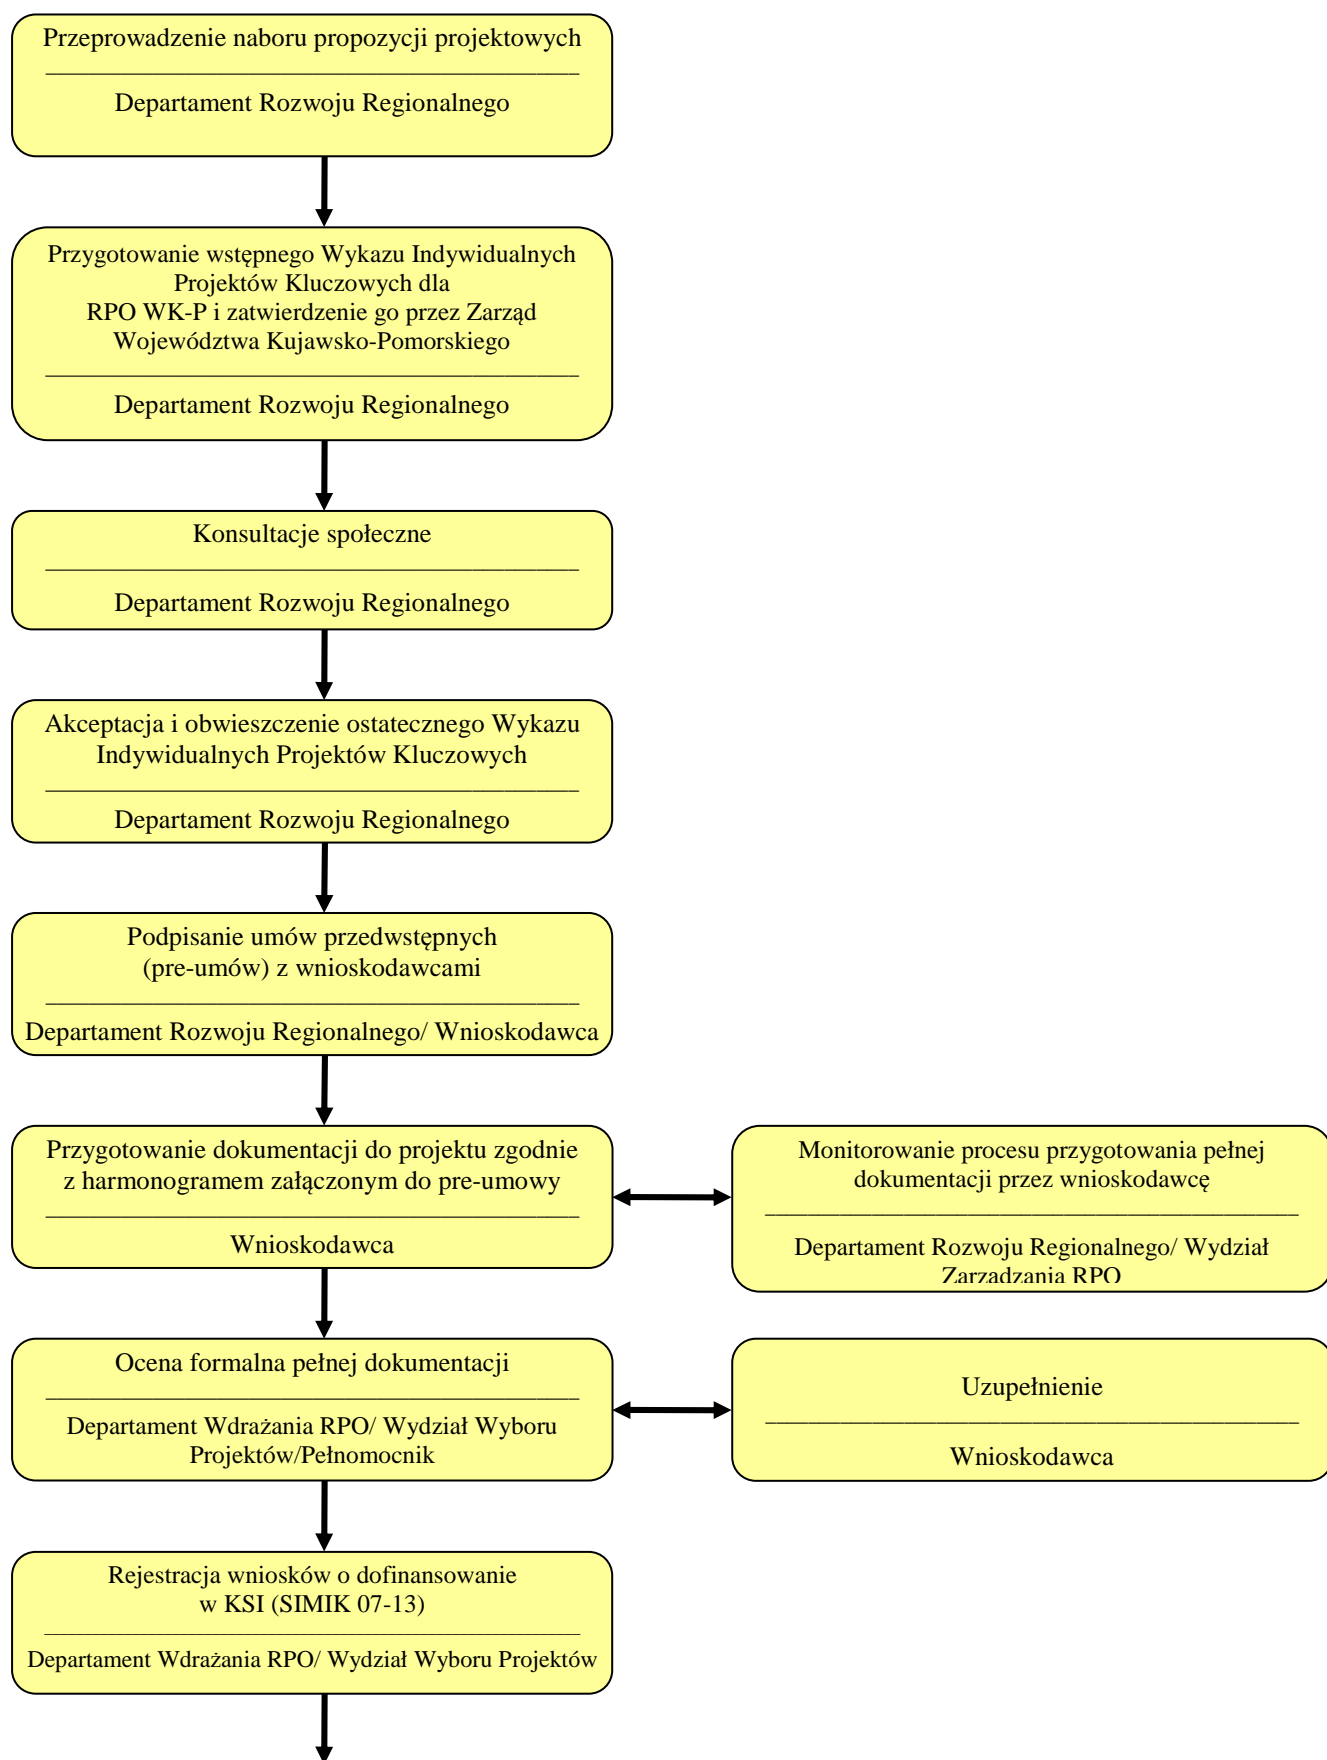 Przeprowadzenie naboru propozycji projektowych
Departament Rozwoju Regionalnego
Przygotowanie wstępnego Wykazu Indywidualnych
Projektów Kluczowych dla
RPO WK-P i zatwierdzenie go przez Zarząd
Województwa Kujawsko-Pomorskiego
Departament Rozwoju Regionalnego
Konsultacje społeczne
Departament Rozwoju Regionalnego
Akceptacja i obwieszczenie ostatecznego Wykazu
Indywidualnych Projektów Kluczowych
Departament Rozwoju Regionalnego
Podpisanie umów przedwstępnych
(pre-umów) z wnioskodawcami
Departament Rozwoju Regionalnego/ Wnioskodawca
Przygotowanie dokumentacji do projektu zgodnie
z harmonogramem załączonym do pre-umowy
Wnioskodawca
Monitorowanie procesu przygotowania pełnej
dokumentacji przez wnioskodawcę
Departament Rozwoju Regionalnego/ Wydział
Zarządzania RPO
Ocena formalna pełnej dokumentacji
Departament Wdrażania RPO/ Wydział Wyboru
Projektów/Pełnomocnik
Uzupełnienie
Wnioskodawca
Rejestracja wniosków o dofinansowanie
w KSI (SIMIK 07-13)
Departament Wdrażania RPO/ Wydział Wyboru Projektów